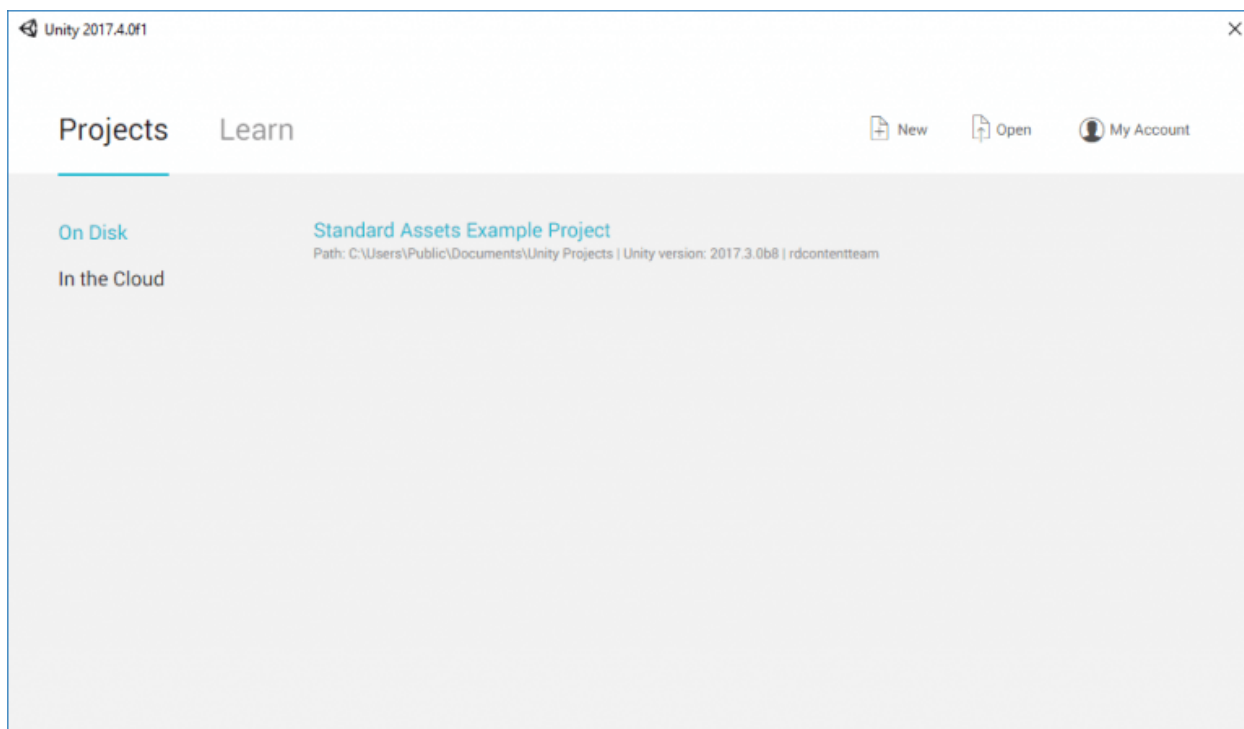 Unity 2017.4.0f1
Projects Learn New Open My Account
On Disk
In the Cloud
Standard Assets Example Project
Path: C:\Users\Public\Documents\Unity Projects | Unity version: 2017.3.0b8 | rdcontentteam